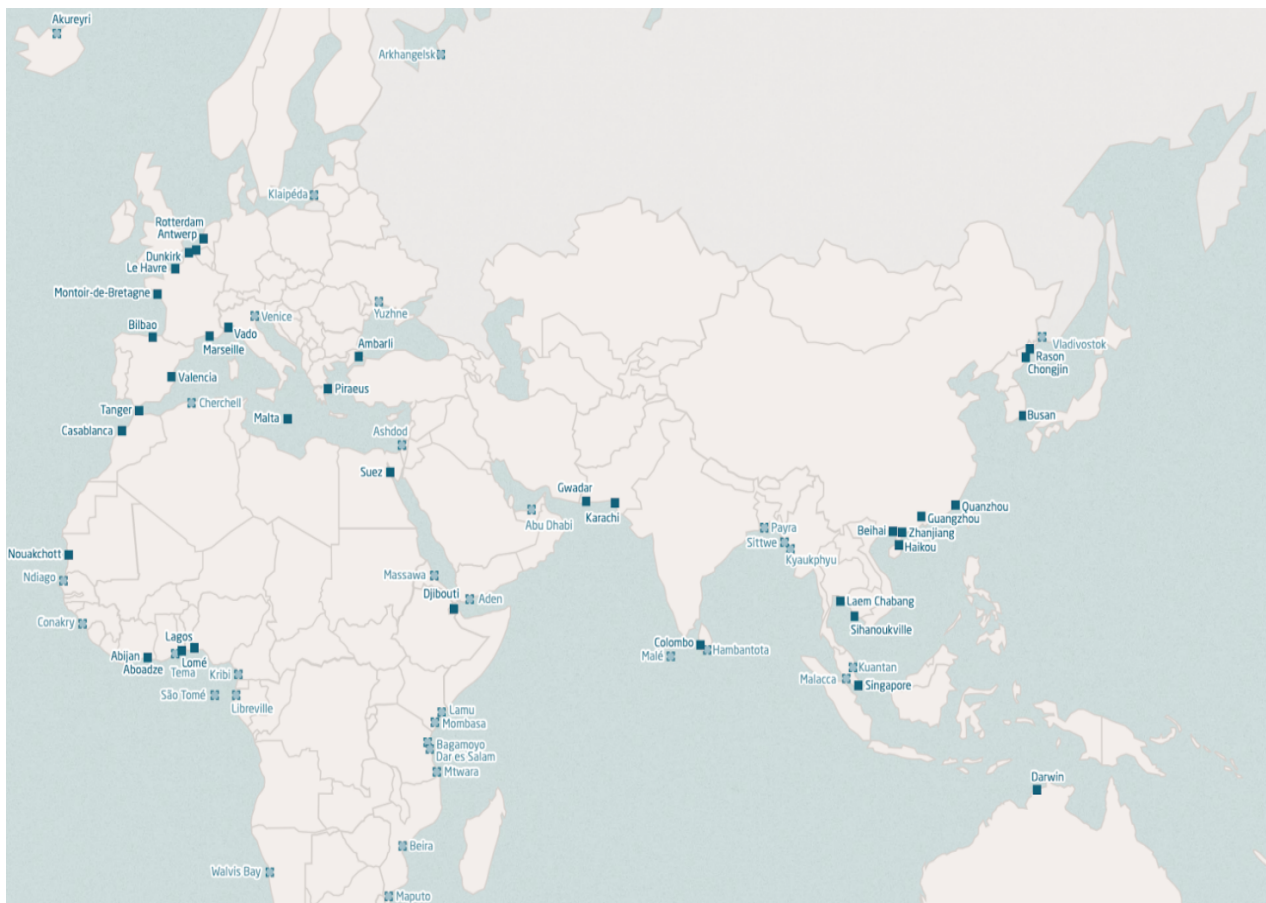 Akureyri
Arkhangelsk
Klaipéda
Rotterdam
Antwerp
Dunkirk
Le Havre
Montoir-de-Bretagne
Yuzhne
Venice
Bilbao
Vado
Marseille
Ambarli
Vladivostok
Rason
Chongjin
Valencia
Piraeus
Cherchell
Tanger
Malta
Busan
Casablanca
Ashdod
Suez
Gwadar
Karachi
Abu Dhabi
Quanzhou
Guangzhou
Beihai
Zhanjiang
Haikou
Payra
Sittwe
Kyaukphyu
Nouakchott
Ndiago
Massawa
Djibouti
Aden
Laem Chabang
Sihanoukville
Conakry
Lagos
Abijan
Lomé
Aboadze
Tema
Kribi
São Tomé
Libreville
Colombo
Hambantota
Malé
Kuantan
Malacca
Singapore
Lamu
Mombasa
Bagamoyo
Dar es Salam
Mtwara
Darwin
Beira
Walvis Bay
Maputo